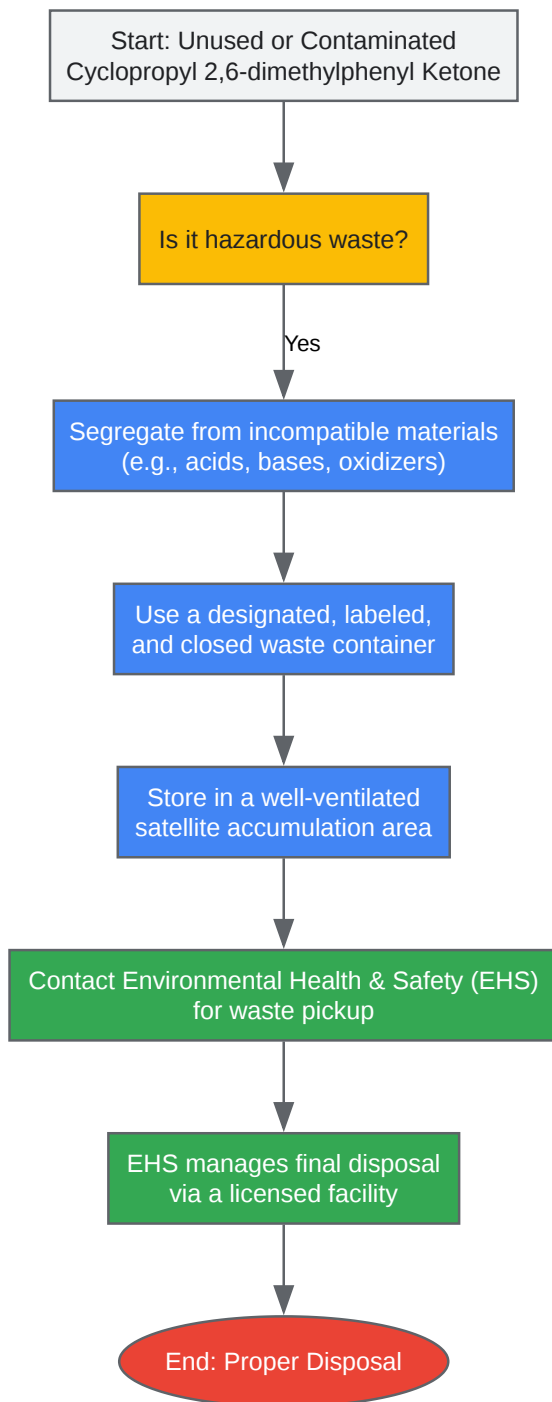 Start: Unused or Contaminated
Cyclopropyl 2,6-dimethylphenyl Ketone
Is it hazardous waste?
Yes
Segregate from incompatible materials
(e.g., acids, bases, oxidizers)
Use a designated, labeled,
and closed waste container
Store in a well-ventilated
satellite accumulation area
Contact Environmental Health & Safety (EHS)
for waste pickup
EHS manages final disposal
via a licensed facility
End: Proper Disposal